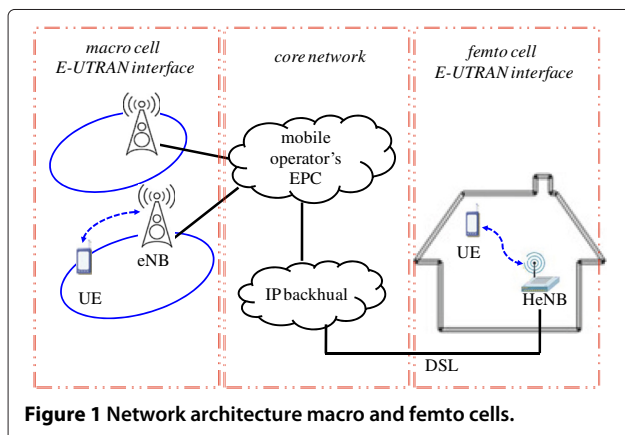 macro cell
E-UTRAN interface
core network
femto cell
E-UTRAN interface
mobile
operator's
EPC
eNB
UE
IP backhual
UE
HeNB
DSL
Figure 1 Network architecture macro and femto cells.